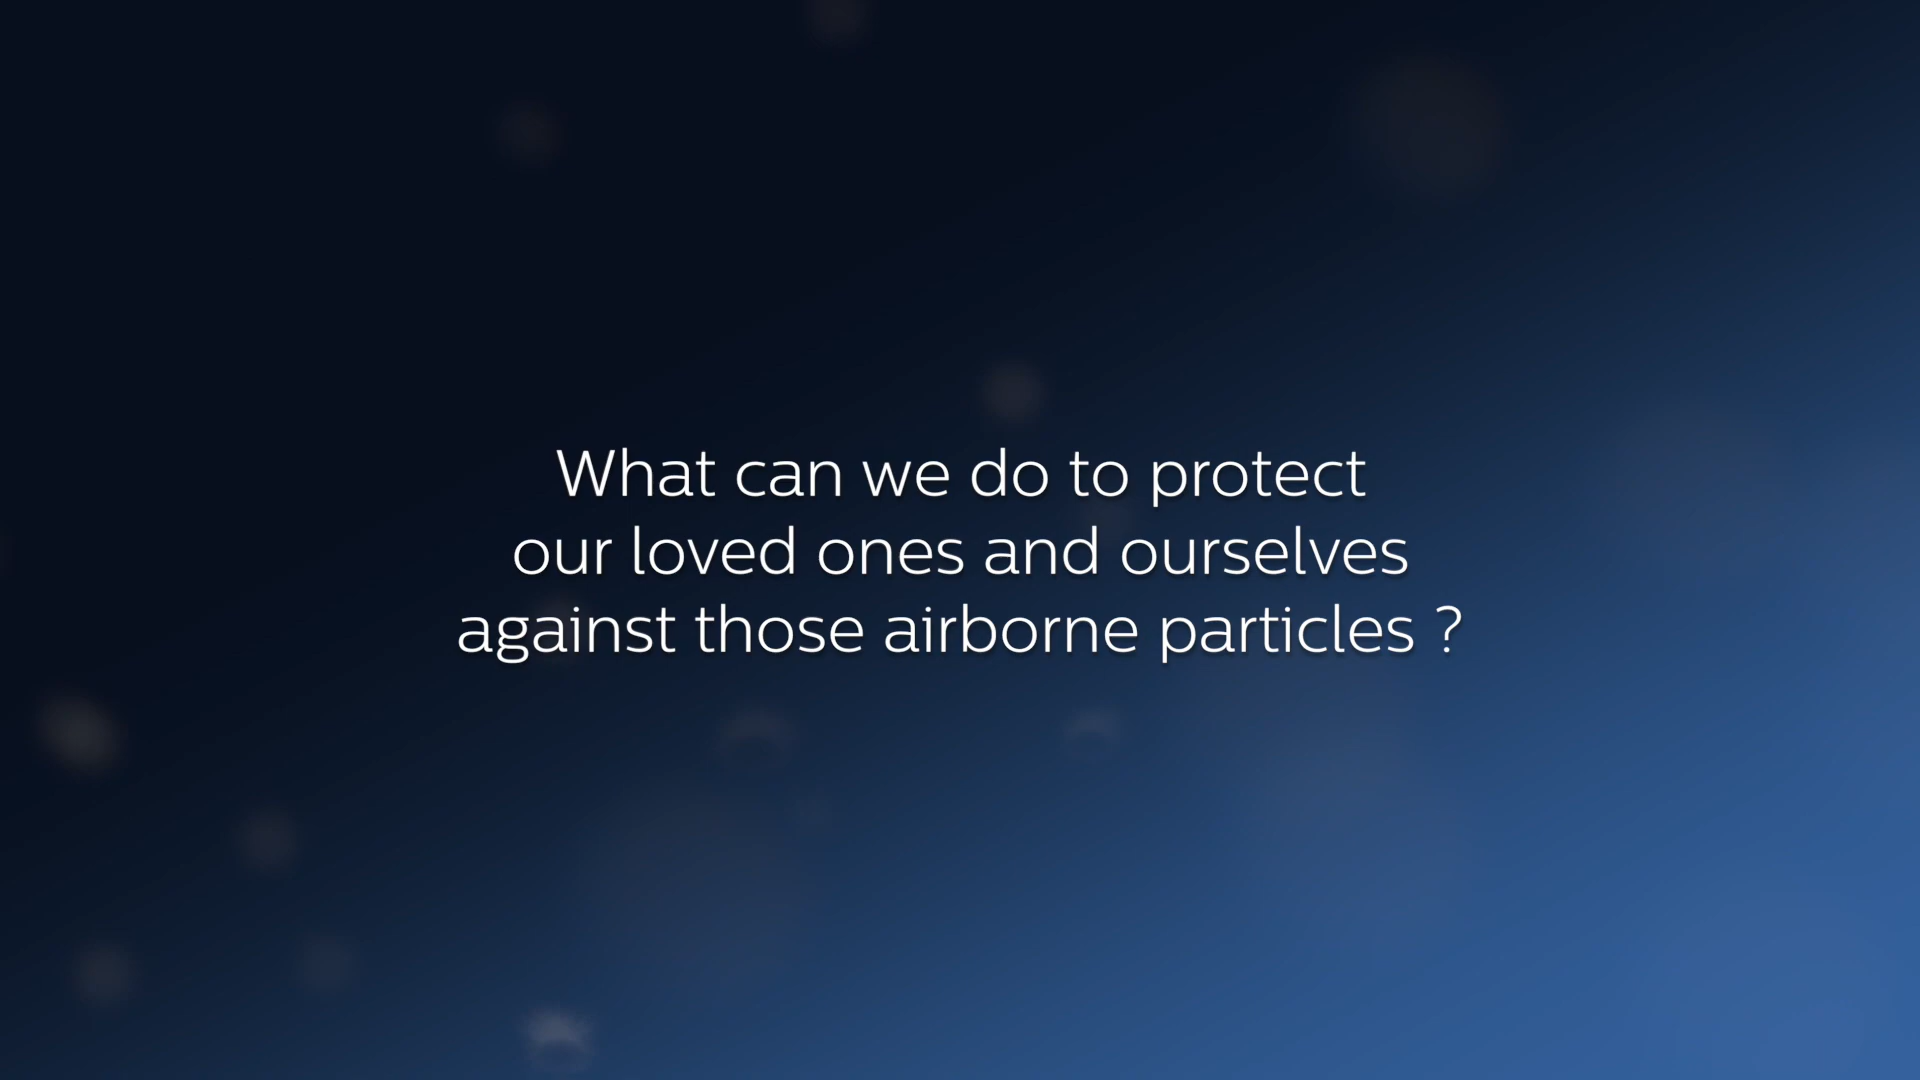 What can we do to protect
our loved ones and ourselves
against those airborne particles ?